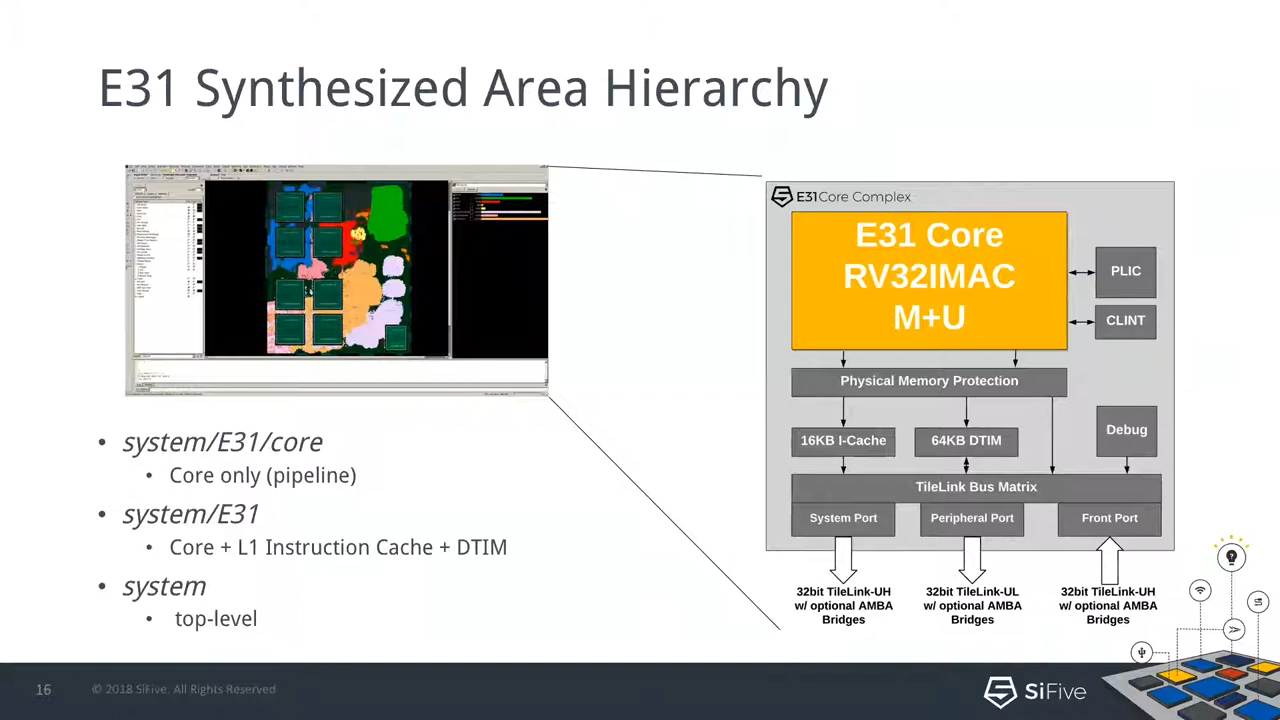 E31 Synthesized Area Hierarchy
• system/E31/core
• Core only (pipeline)
• system/E31
• Core + L1 Instruction Cache + DTIM
• system
• top-level
E31 Core Complex
E31 Core
RV32IMAC
M+U
PLIC
CLINT
Physical Memory Protection
16KB I-Cache
64KB DTIM
Debug
TileLink Bus Matrix
System Port
Peripheral Port
Front Port
32bit TileLink-UH
w/ optional AMBA
Bridges
32bit TileLink-UL
w/ optional AMBA
Bridges
32bit TileLink-UH
w/ optional AMBA
Bridges
16
© 2018 SiFive. All Rights Reserved
SiFive